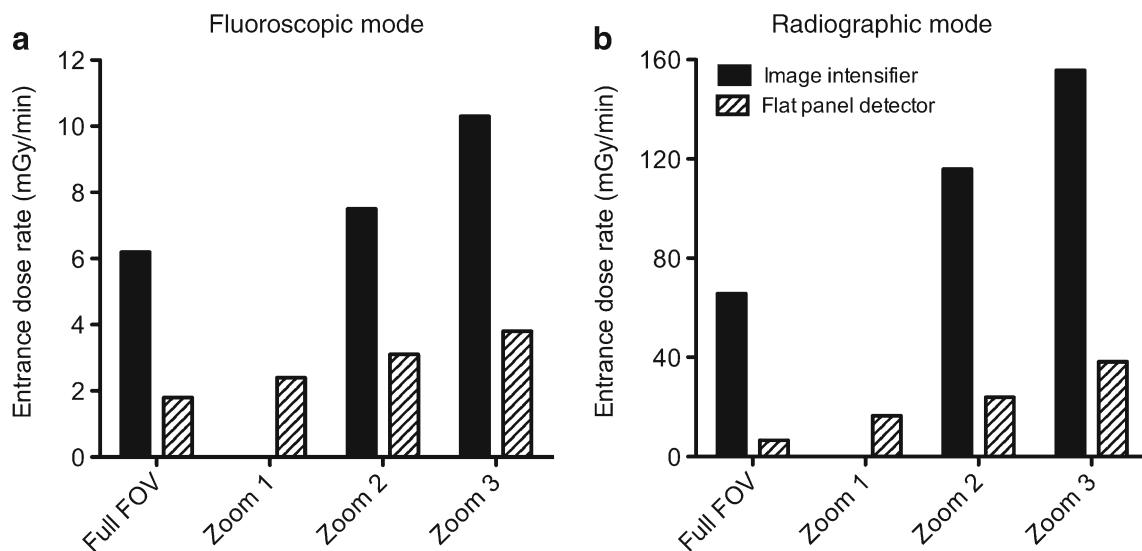 a
Fluoroscopic mode
Entrance dose rate (mGy/min)
12
10
8
6
4
2
0
Full FOV
Zoom 1
Zoom 2
Zoom 3
b
Radiographic mode
Image intensifier
Flat panel detector
Entrance dose rate (mGy/min)
160
120
80
40
0
Full FOV
Zoom 1
Zoom 2
Zoom 3